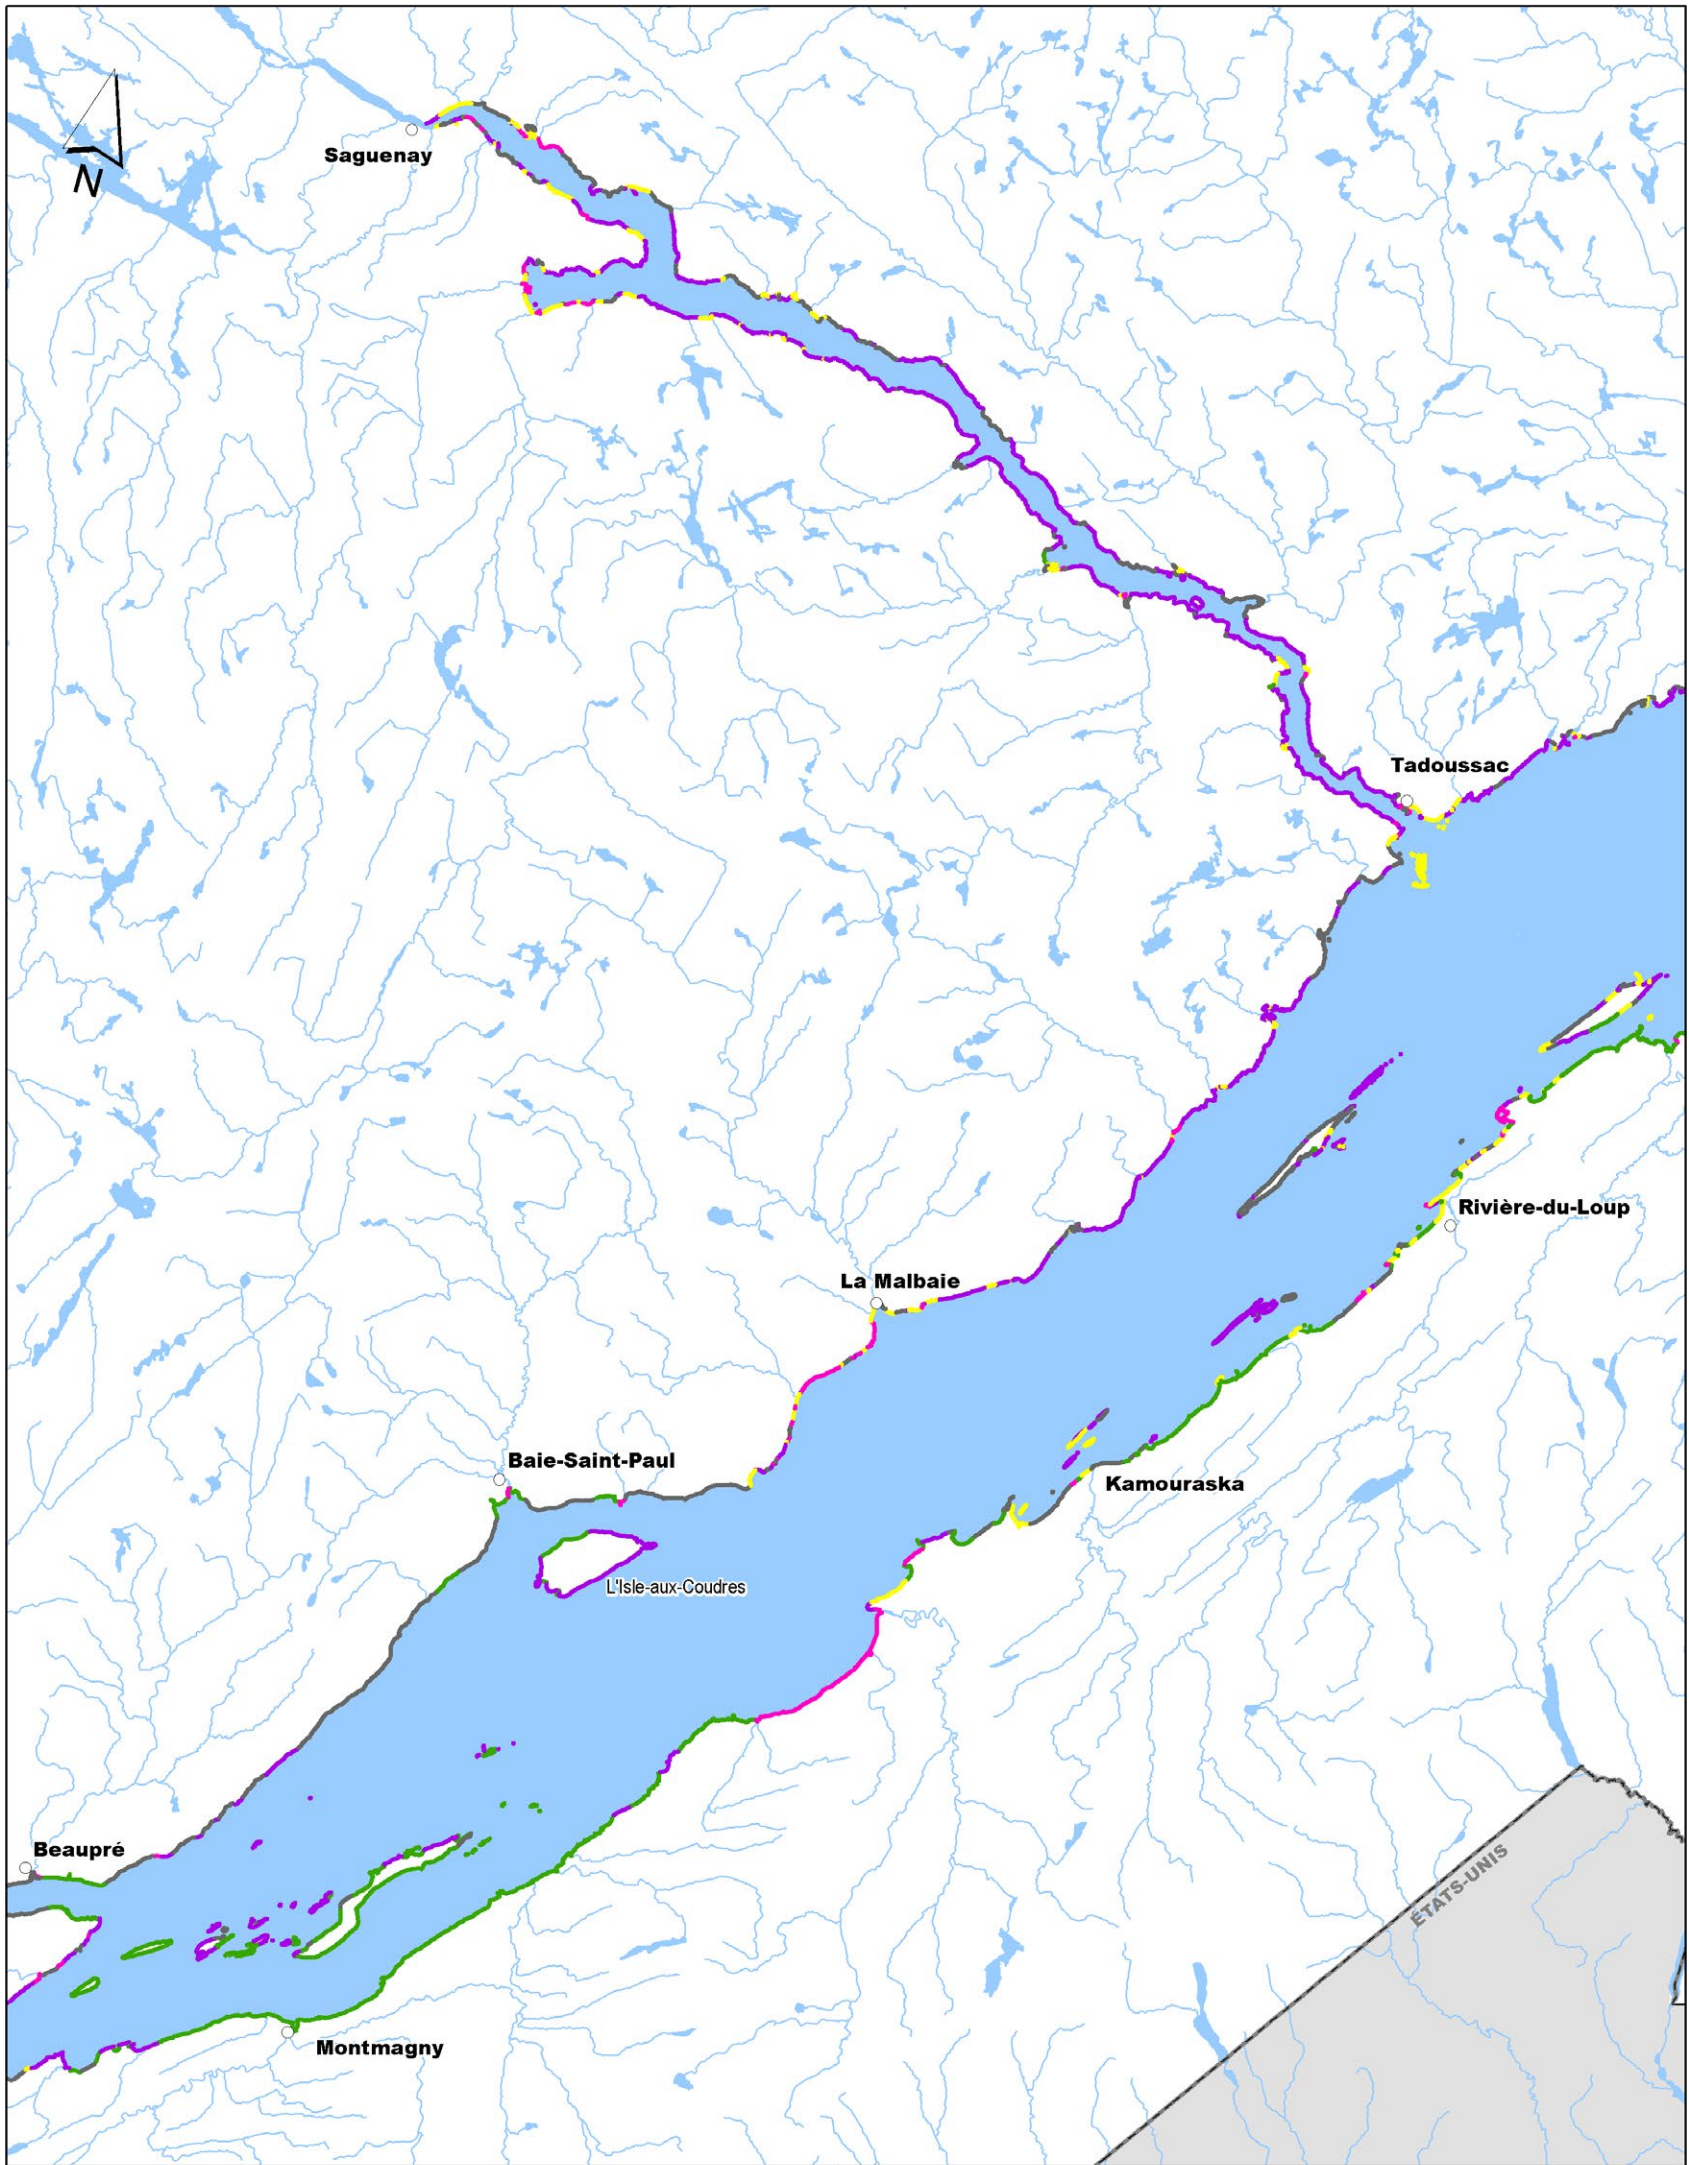 Saguenay
N
Tadoussac
Rivière-du-Loup
La Malbaie
Baie-Saint-Paul
Kamouraska
L'Isle-aux-Coudres
Beaupré
ÉTATS-UNIS
Montmagny